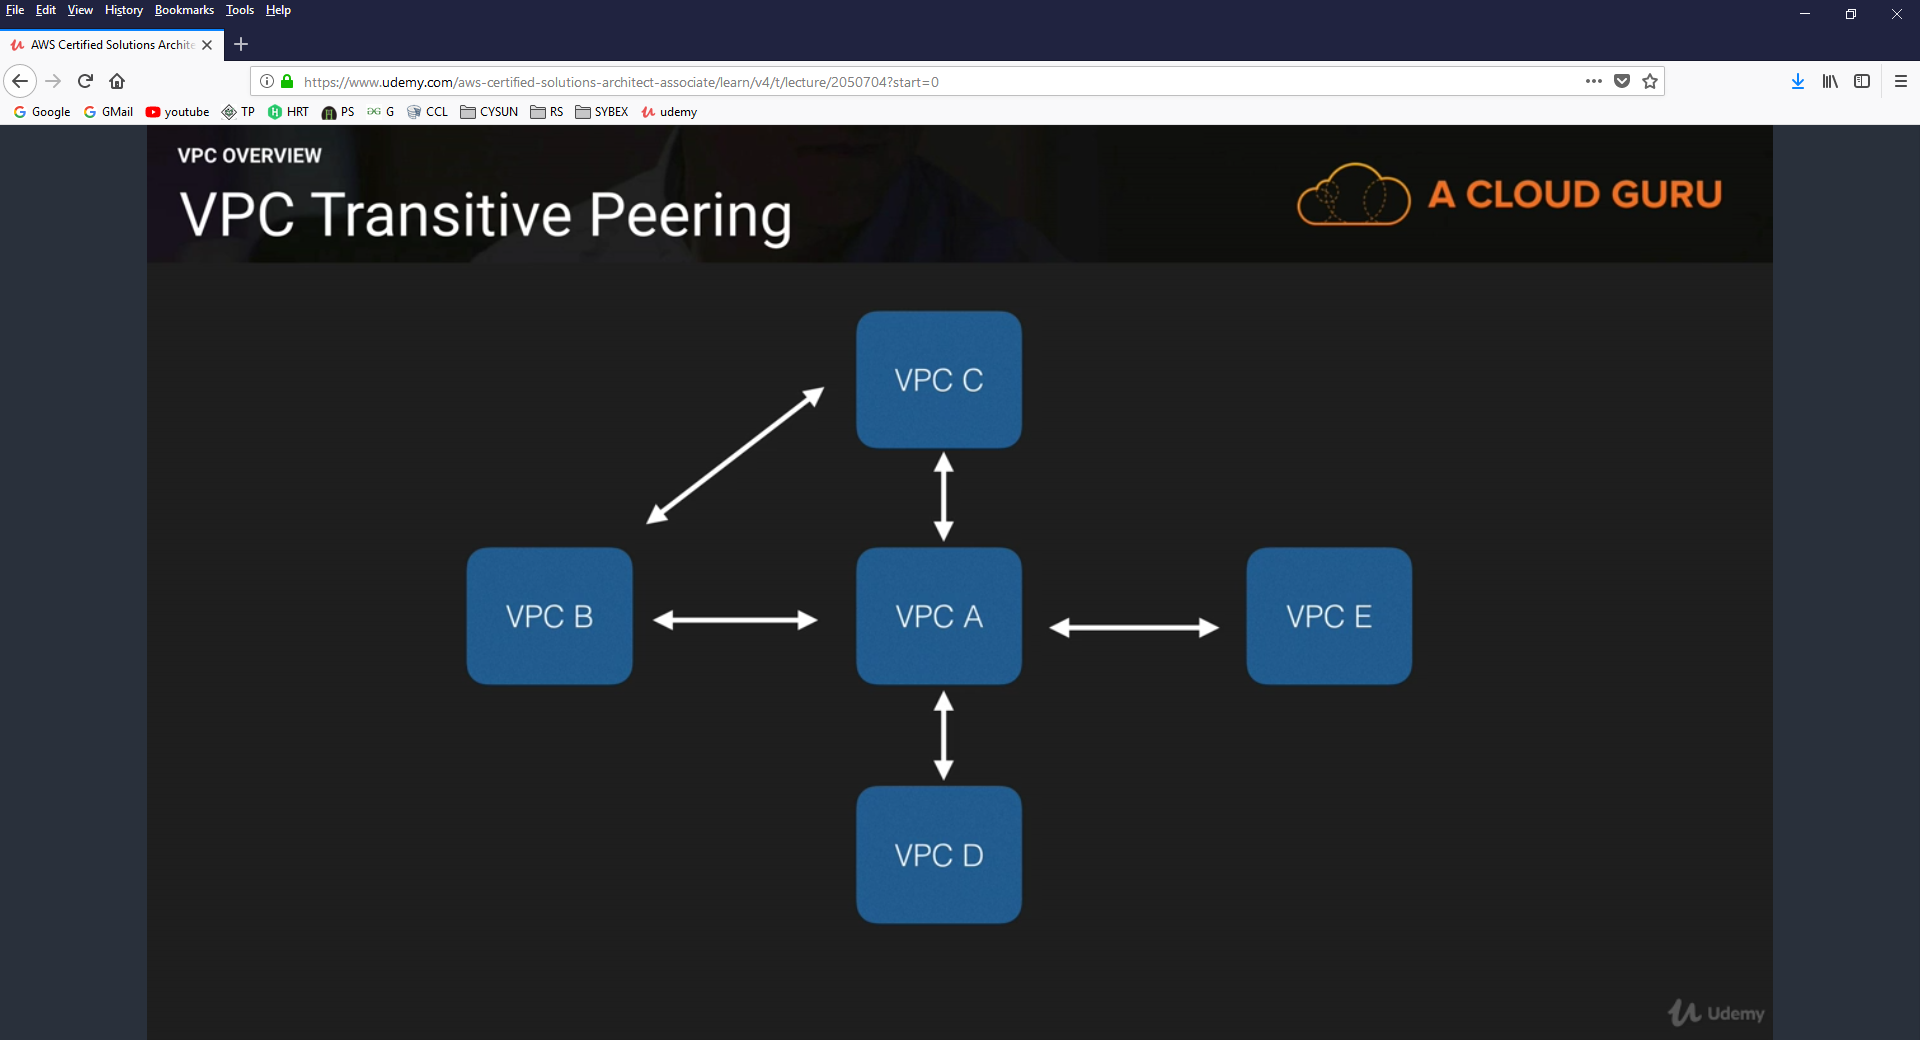 File Edit View History Bookmarks Tools Help
AWS Certified Solutions Archite
https://www.udemy.com/aws-certified-solutions-architect-associate/learn/v4/t/lecture/2050704?start=0
Google GMail youtube TP HRT PS G CCL CYSUN RS SYBEX udemy
VPC OVERVIEW
VPC Transitive Peering
A CLOUD GURU
VPC C
VPC B
VPC A
VPC E
VPC D
Udemy